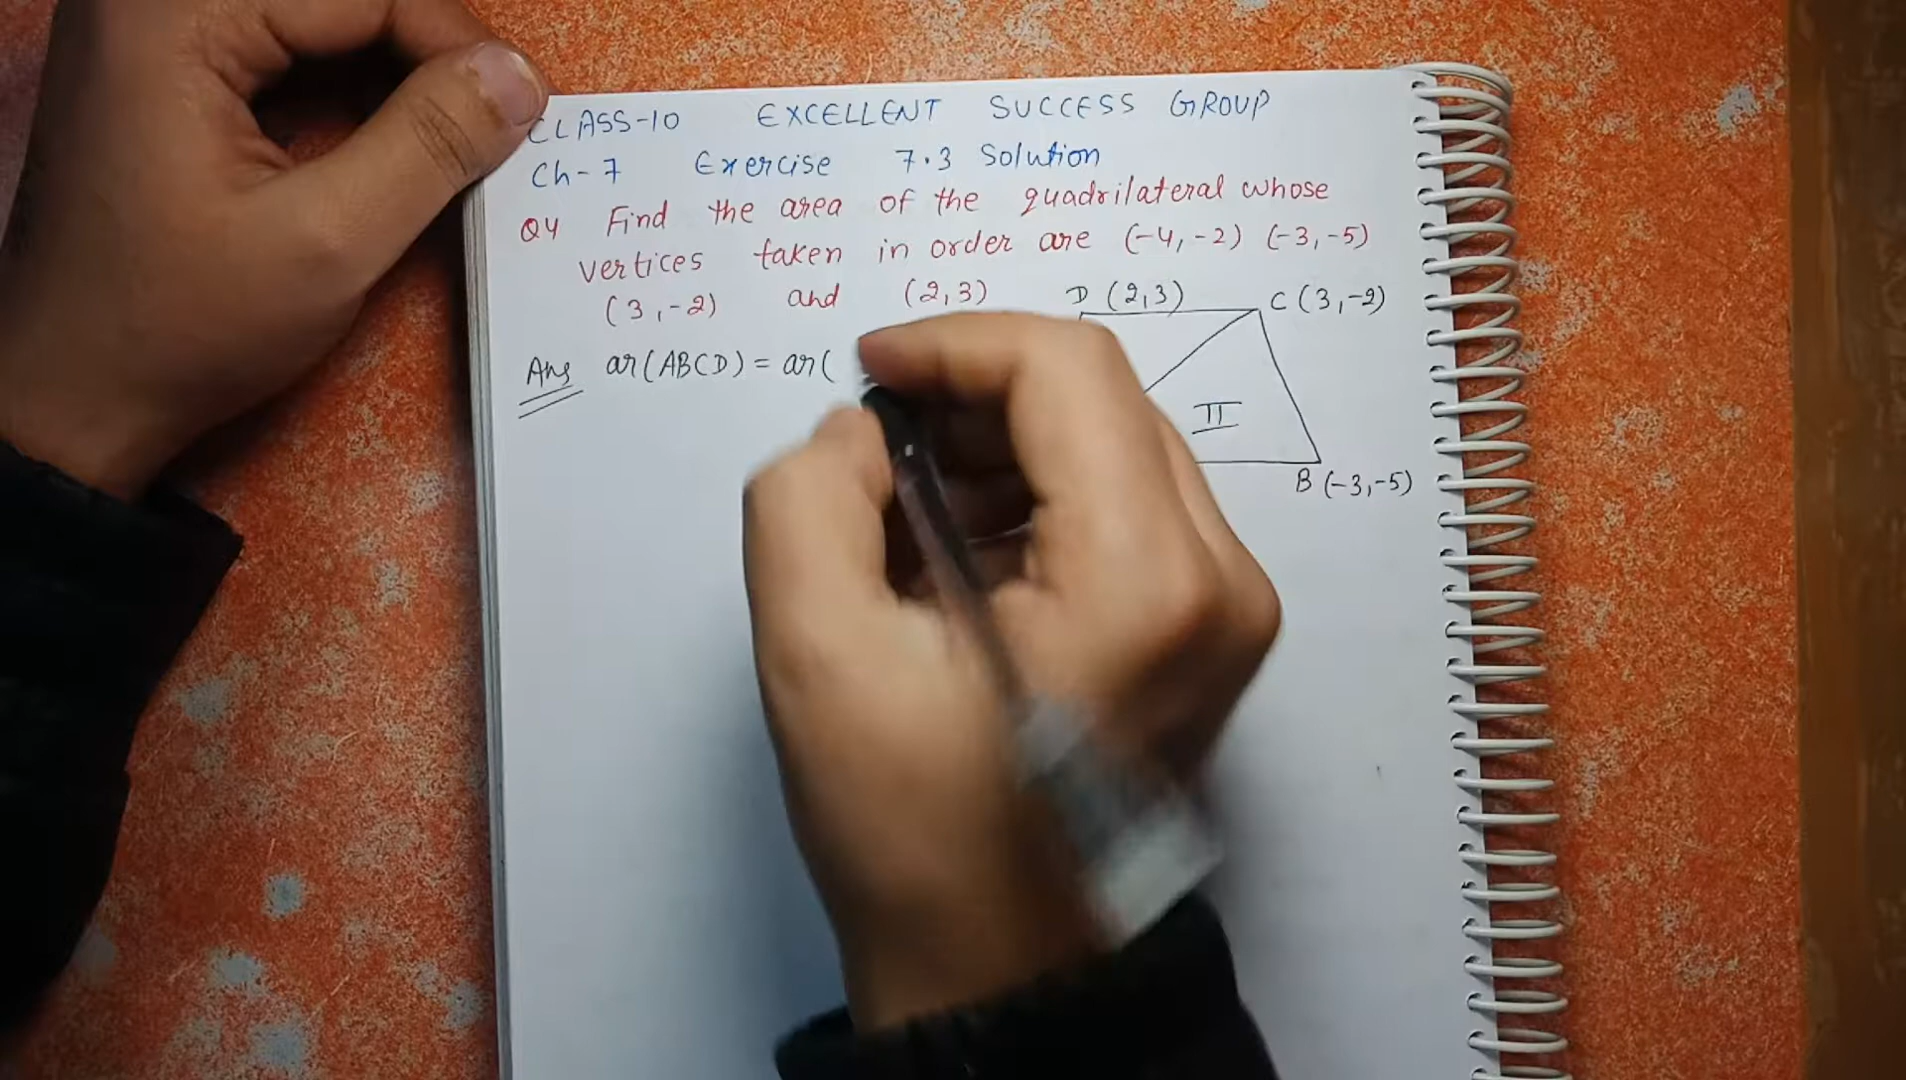 CLASS-10 EXCELLENT SUCCESS GROUP
Ch-7 Exercise 7.3 Solution
Q4 Find the area of the quadrilateral whose
vertices taken in order are (-4,-2) (-3,-5)
(3,-2) and (2,3)
D (2,3) C (3,-2)
Ans ar(ABCD) = ar(
II
B (-3,-5)